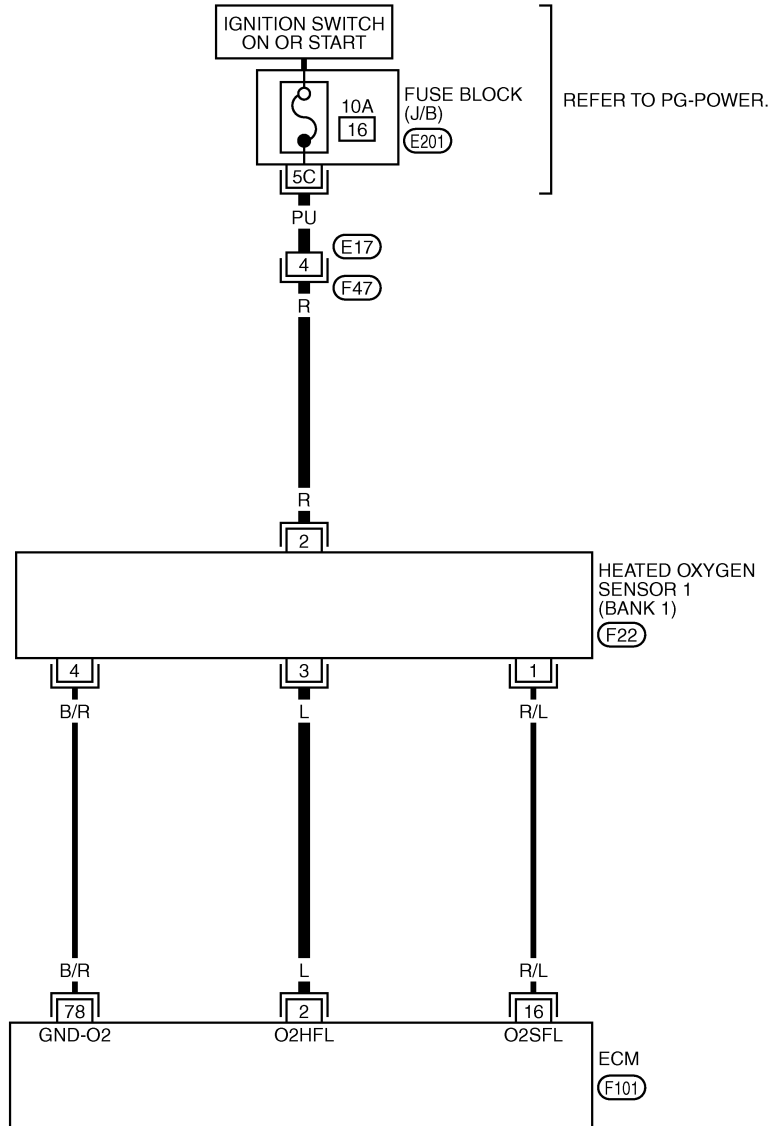 IGNITION SWITCH
ON OR START
FUSE BLOCK
(J/B)
E201
10A
16
REFER TO PG-POWER.
5C
PU
E17
4
F47
R
R
2
HEATED OXYGEN
SENSOR 1
(BANK 1)
F22
4
3
1
B/R
L
R/L
B/R
L
R/L
78
2
16
GND-O2
O2HFL
O2SFL
ECM
F101